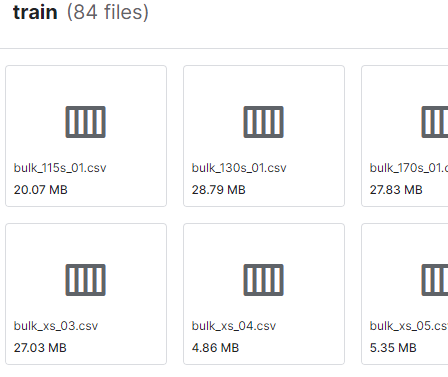 train (84 files)
bulk_115s_01.csv
20.07 MB
bulk_130s_01.csv
28.79 MB
bulk_170s_01.c
27.83 MB
bulk_xs_03.csv
27.03 MB
bulk_xs_04.csv
4.86 MB
bulk_xs_05.cs
5.35 MB